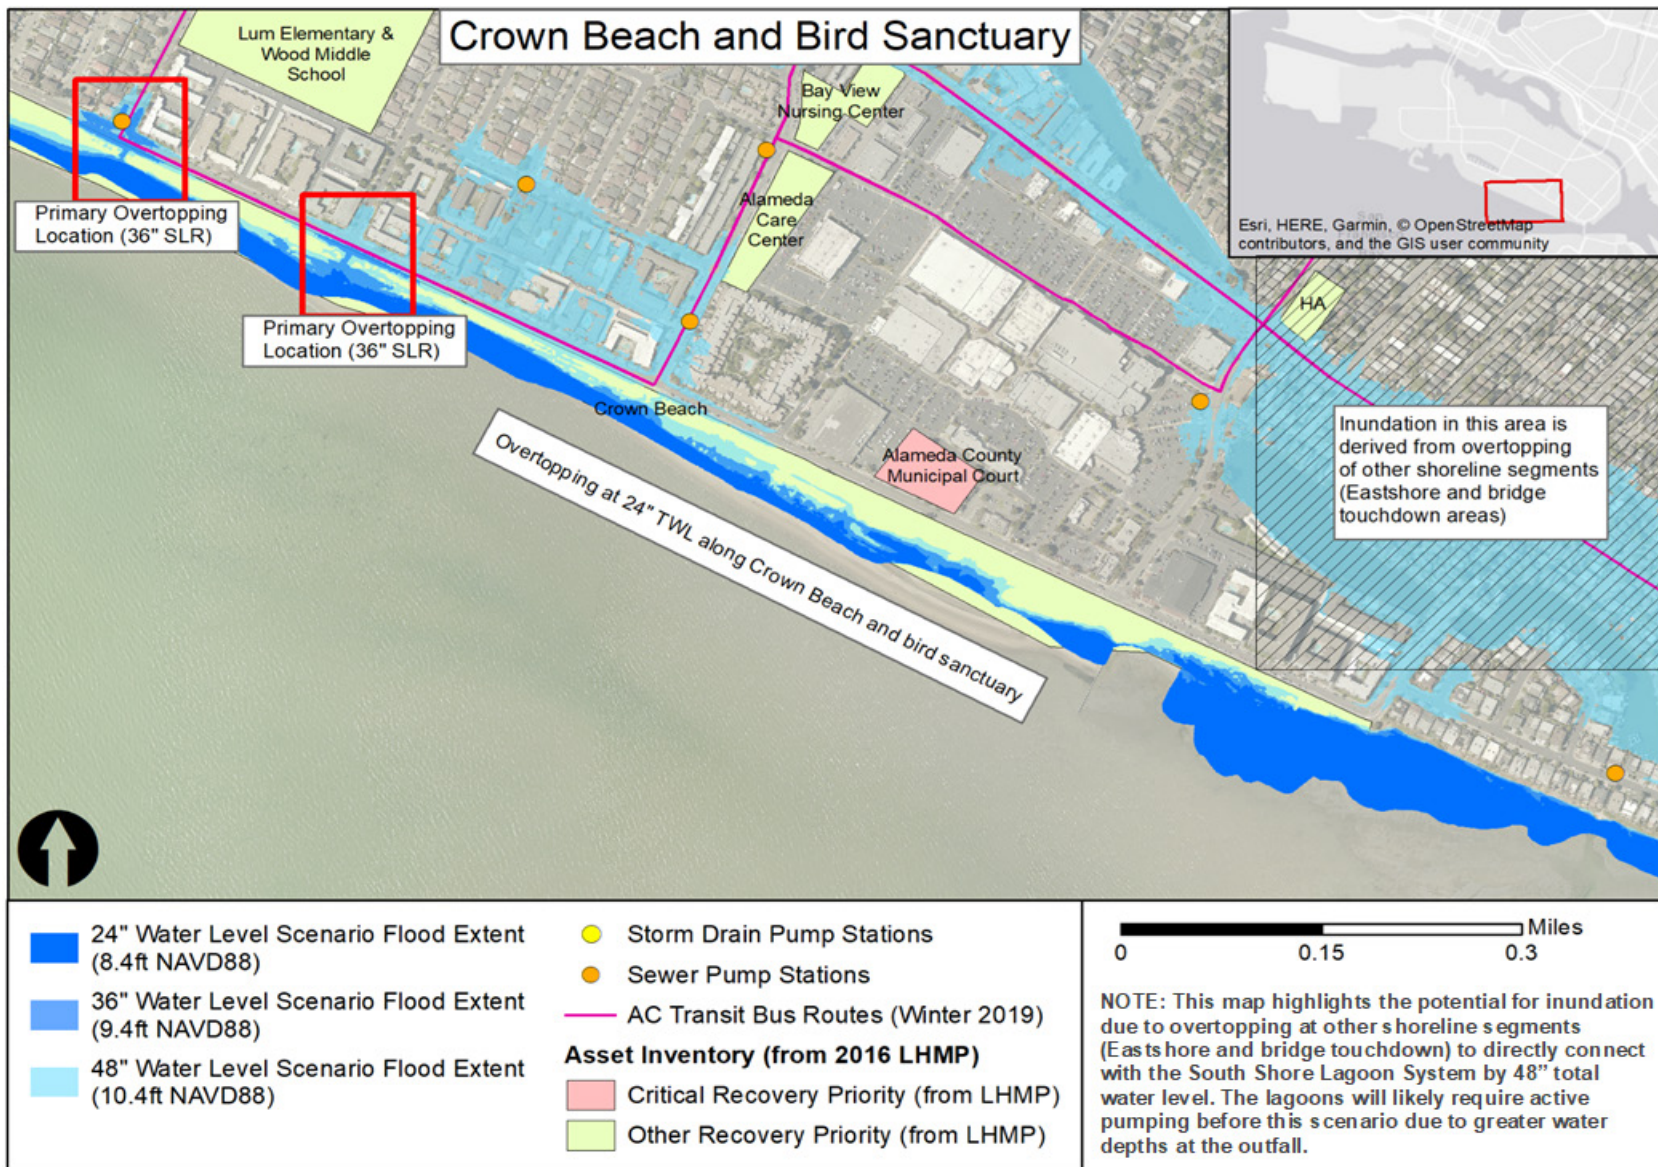 Crown Beach and Bird Sanctuary
Lum Elementary &
Wood Middle
School
Bay View
Nursing Center
Esri, HERE, Garmin, © OpenStreetMap
contributors, and the GIS user community
Primary Overtopping
Location (36" SLR)
Alameda
Care
Center
HA
Primary Overtopping
Location (36" SLR)
Crown Beach
Inundation in this area is
derived from overtopping
of other shoreline segments
(Eastshore and bridge
touchdown areas)
Alameda County
Municipal Court
Overtopping at 24" TWL along Crown Beach and bird sanctuary
24" Water Level Scenario Flood Extent
(8.4ft NAVD88)
36" Water Level Scenario Flood Extent
(9.4ft NAVD88)
48" Water Level Scenario Flood Extent
(10.4ft NAVD88)
Storm Drain Pump Stations
Sewer Pump Stations
AC Transit Bus Routes (Winter 2019)
Asset Inventory (from 2016 LHMP)
Critical Recovery Priority (from LHMP)
Other Recovery Priority (from LHMP)
Miles
0 0.15 0.3
NOTE: This map highlights the potential for inundation
due to overtopping at other shoreline segments
(Eastshore and bridge touchdown) to directly connect
with the South Shore Lagoon System by 48” total
water level. The lagoons will likely require active
pumping before this scenario due to greater water
depths at the outfall.